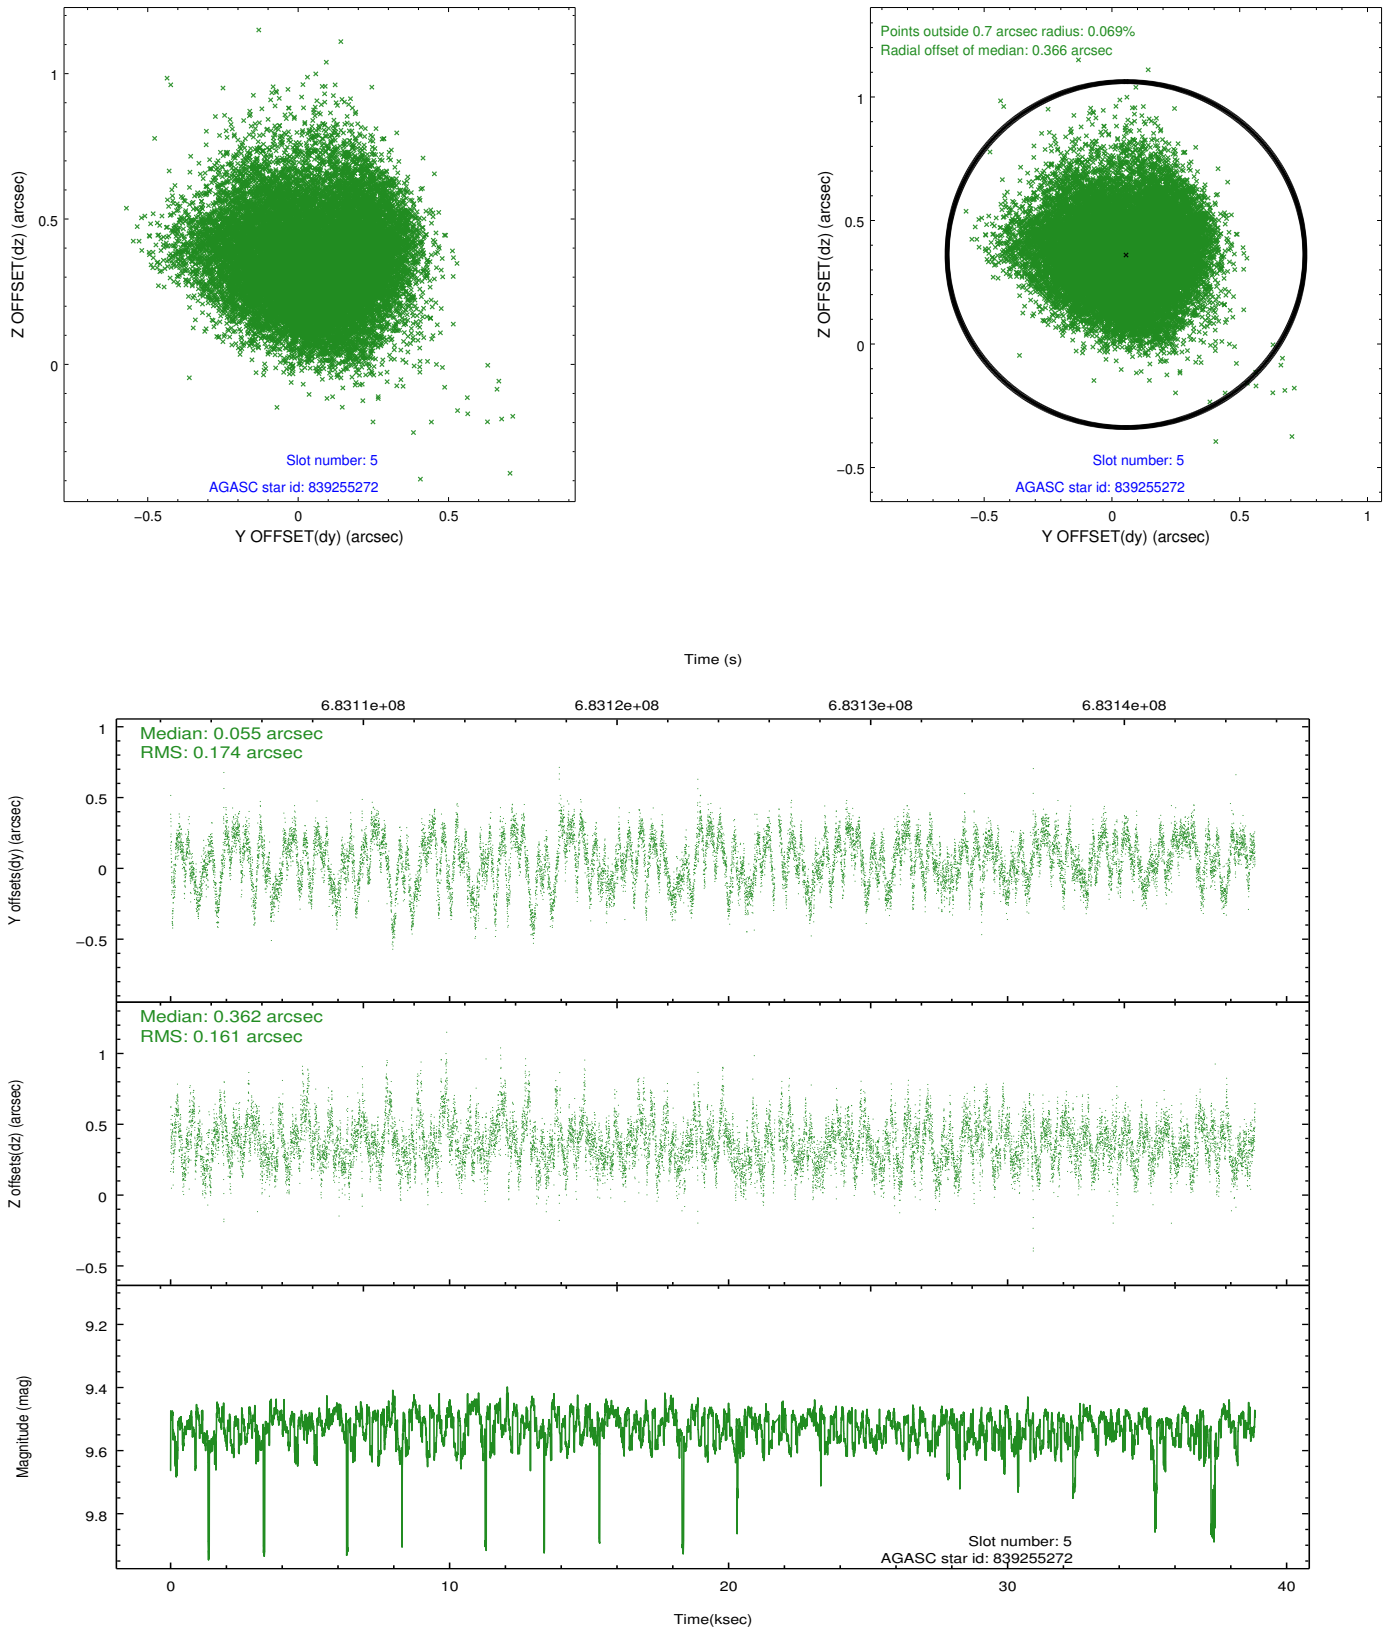 1
0.5
0
−0.5
0
0.5
Z OFFSET(dz) (arcsec)
Y OFFSET(dy) (arcsec)
Slot number: 5
AGASC star id: 839255272
Points outside 0.7 arcsec radius: 0.069%
Radial offset of median: 0.366 arcsec
1
0.5
0
−0.5
−0.5
0
0.5
1
Z OFFSET(dz) (arcsec)
Y OFFSET(dy) (arcsec)
Slot number: 5
AGASC star id: 839255272
Time (s)
6.8311e+08
6.8312e+08
6.8313e+08
6.8314e+08
Median: 0.055 arcsec
RMS: 0.174 arcsec
1
0.5
0
−0.5
Y offsets(dy) (arcsec)
Median: 0.362 arcsec
RMS: 0.161 arcsec
1
0.5
0
−0.5
Z offsets(dz) (arcsec)
9.2
9.4
9.6
9.8
Magnitude (mag)
Slot number: 5
AGASC star id: 839255272
0
10
20
30
40
Time(ksec)